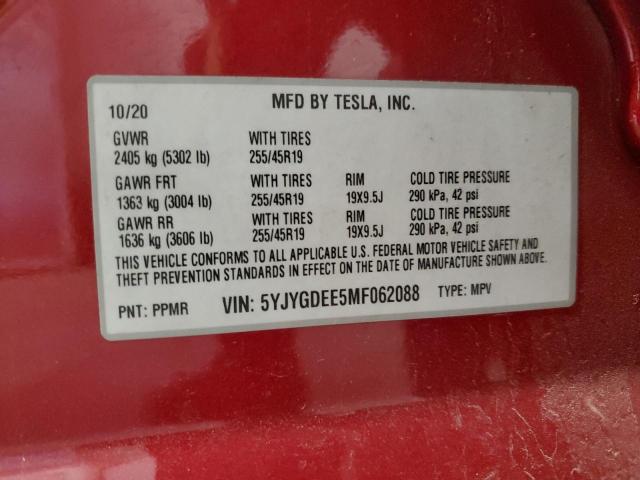 10/20 MFD BY TESLA, INC.
GVWR WITH TIRES
2405 kg (5302 lb) 255/45R19
GAWR FRT WITH TIRES RIM COLD TIRE PRESSURE
1363 kg (3004 lb) 255/45R19 19X9.5J 290 kPa, 42 psi
GAWR RR WITH TIRES RIM COLD TIRE PRESSURE
1636 kg (3606 lb) 255/45R19 19X9.5J 290 kPa, 42 psi
THIS VEHICLE CONFORMS TO ALL APPLICABLE U.S. FEDERAL MOTOR VEHICLE SAFETY AND
THEFT PREVENTION STANDARDS IN EFFECT ON THE DATE OF MANUFACTURE SHOWN ABOVE.
PNT: PPMR VIN: 5YJYGDEE5MF062088 TYPE: MPV